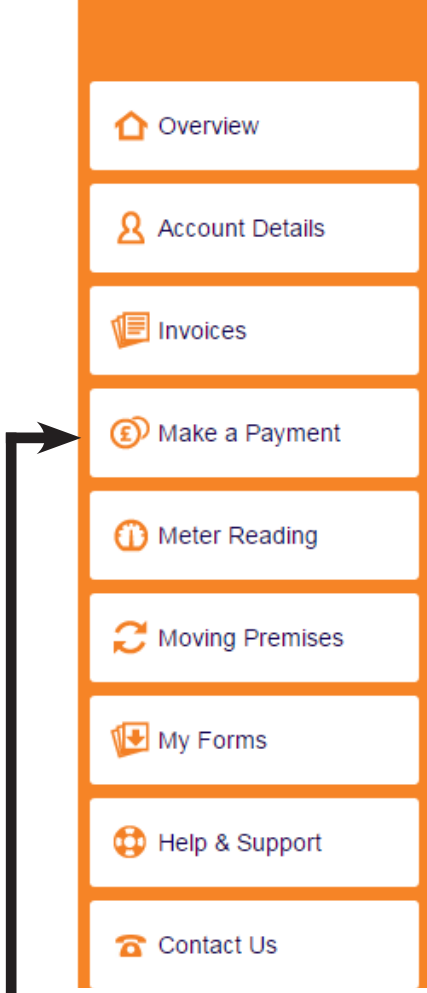 Overview
Account Details
Invoices
Make a Payment
Meter Reading
Moving Premises
My Forms
Help & Support
Contact Us